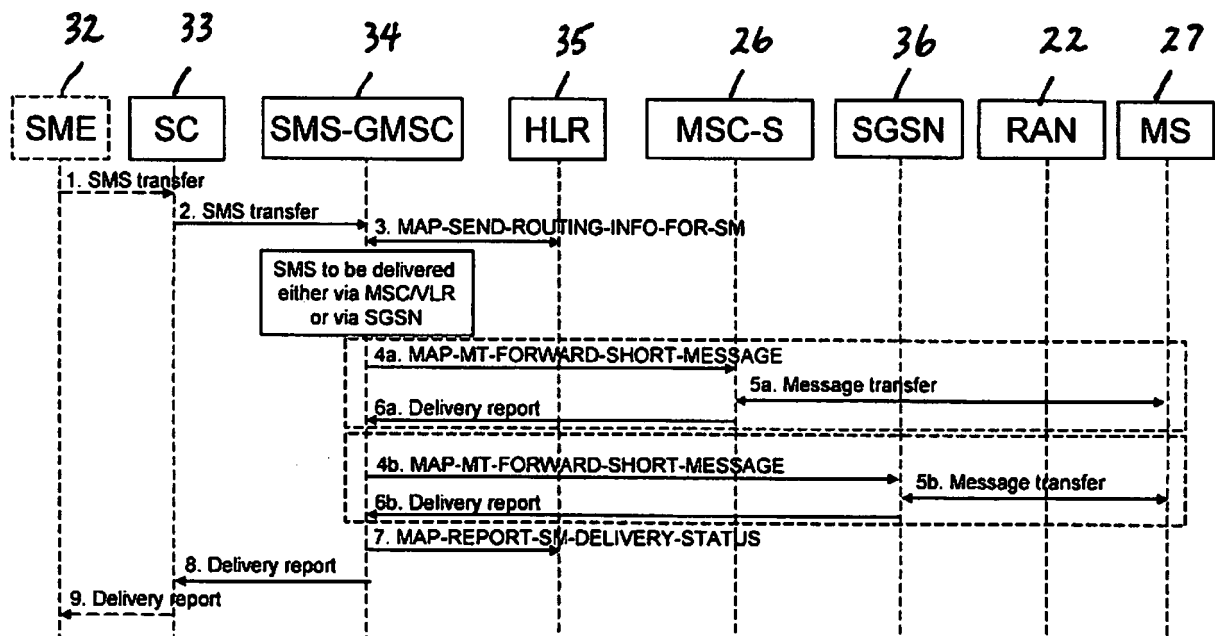 32 33 34 35 26 36 22 27
SME SC SMS-GMSC HLR MSC-S SGSN RAN MS
1. SMS transfer
2. SMS transfer
3. MAP-SEND-ROUTING-INFO-FOR-SM
SMS to be delivered
either via MSC/VLR
or via SGSN
4a. MAP-MT-FORWARD-SHORT-MESSAGE
5a. Message transfer
6a. Delivery report
4b. MAP-MT-FORWARD-SHORT-MESSAGE
5b. Message transfer
6b. Delivery report
7. MAP-REPORT-SM-DELIVERY-STATUS
8. Delivery report
9. Delivery report